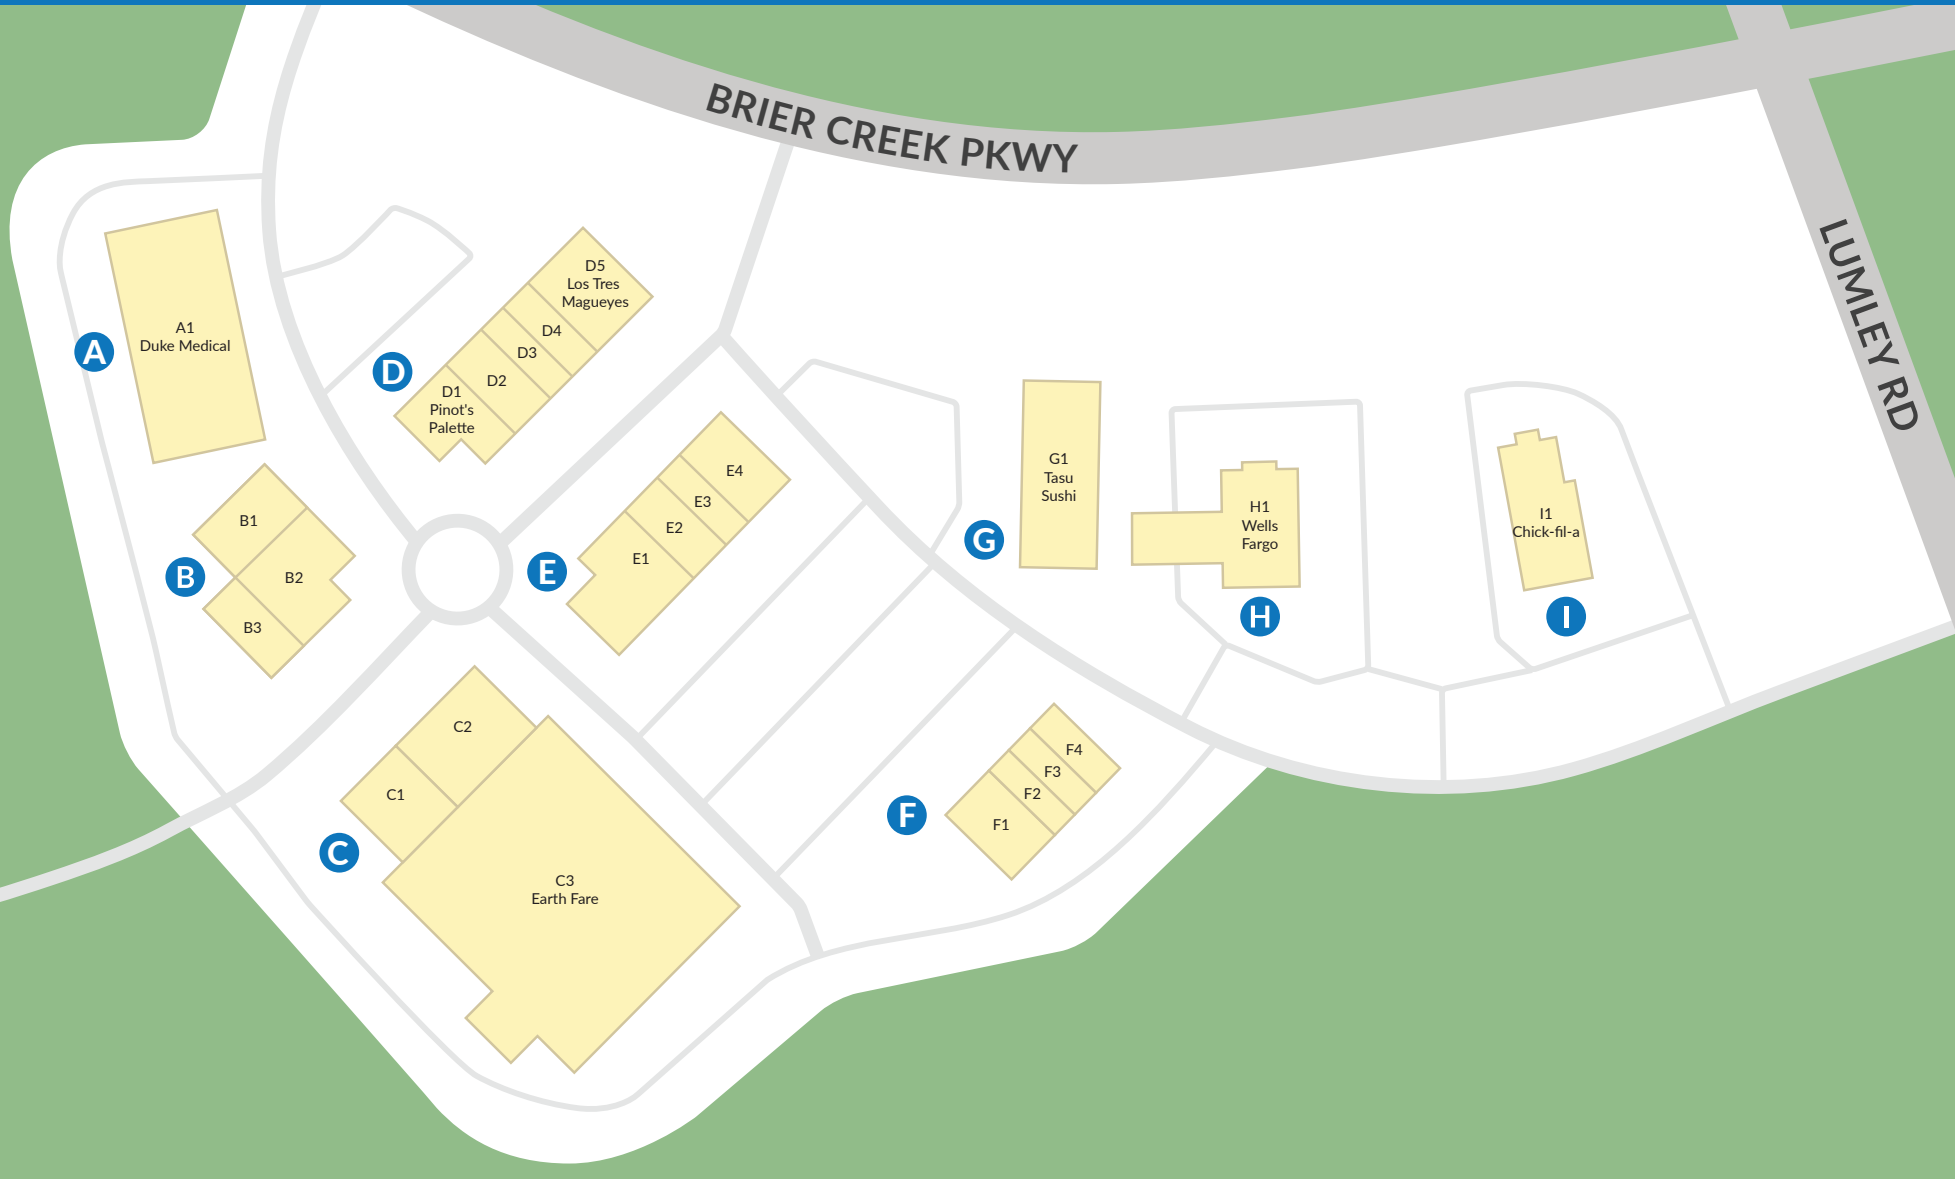 BRIER CREEK PKWY
LUMLEY RD
A
A1
Duke Medical
B
B1
B2
B3
C
C1
C2
C3
Earth Fare
D
D1
Pinot's
Palette
D2
D3
D4
D5
Los Tres
Magueyes
E
E1
E2
E3
E4
F
F1
F2
F3
F4
G
G1
Tasu
Sushi
H
H1
Wells
Fargo
I
I1
Chick-fil-a